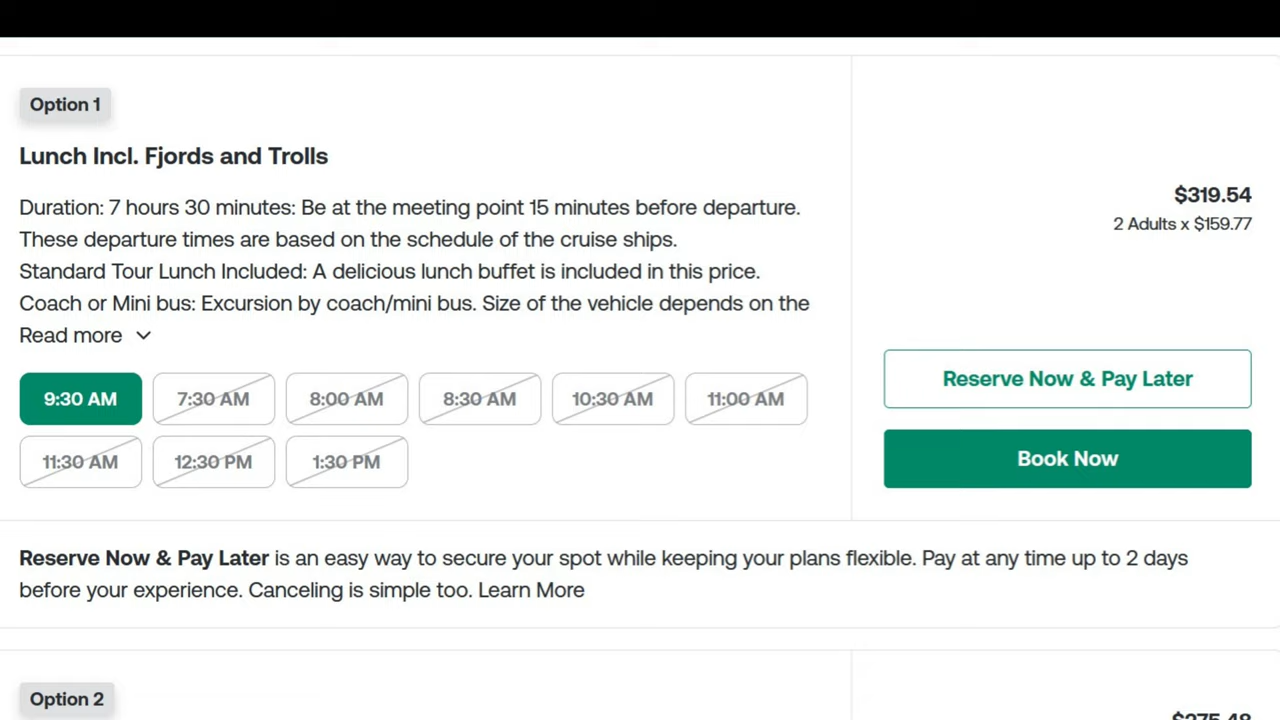 Option 1
Lunch Incl. Fjords and Trolls
Duration: 7 hours 30 minutes: Be at the meeting point 15 minutes before departure.
These departure times are based on the schedule of the cruise ships.
Standard Tour Lunch Included: A delicious lunch buffet is included in this price.
Coach or Mini bus: Excursion by coach/mini bus. Size of the vehicle depends on the
Read more
$319.54
2 Adults x $159.77
9:30 AM 7:30 AM 8:00 AM 8:30 AM 10:30 AM 11:00 AM
11:30 AM 12:30 PM 1:30 PM
Reserve Now & Pay Later
Book Now
Reserve Now & Pay Later is an easy way to secure your spot while keeping your plans flexible. Pay at any time up to 2 days
before your experience. Canceling is simple too. Learn More
Option 2